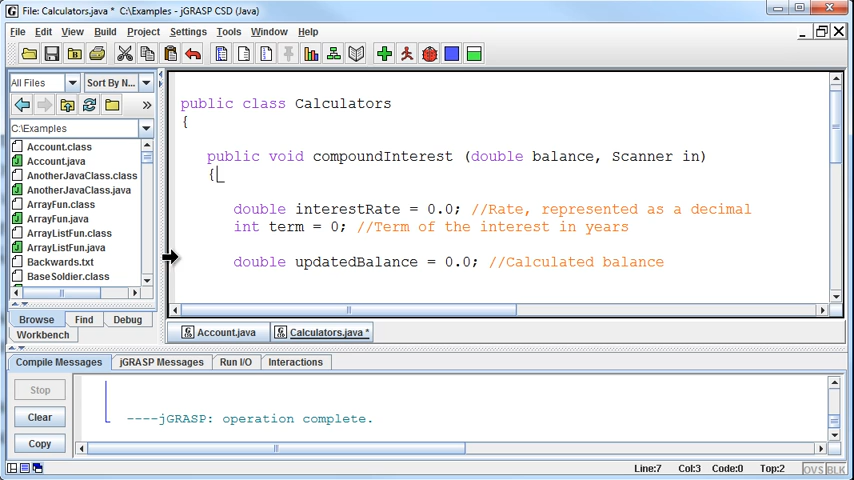 File: Calculators.java * C:\Examples - jGRASP CSD (Java)
File Edit View Build Project Settings Tools Window Help
All Files Sort By N...
C:\Examples
Account.class
Account.java
AnotherJavaClass.class
AnotherJavaClass.java
ArrayFun.class
ArrayFun.java
ArrayListFun.class
ArrayListFun.java
Backwards.txt
BaseSoldier.class
Browse Find Debug
Workbench
public class Calculators
{
public void compoundInterest (double balance, Scanner in)
{
double interestRate = 0.0; //Rate, represented as a decimal
int term = 0; //Term of the interest in years
double updatedBalance = 0.0; //Calculated balance
Account.java Calculators.java *
Compile Messages jGRASP Messages Run I/O Interactions
Stop
Clear
Copy
----jGRASP: operation complete.
Line:7 Col:3 Code:0 Top:2 OVS BLK